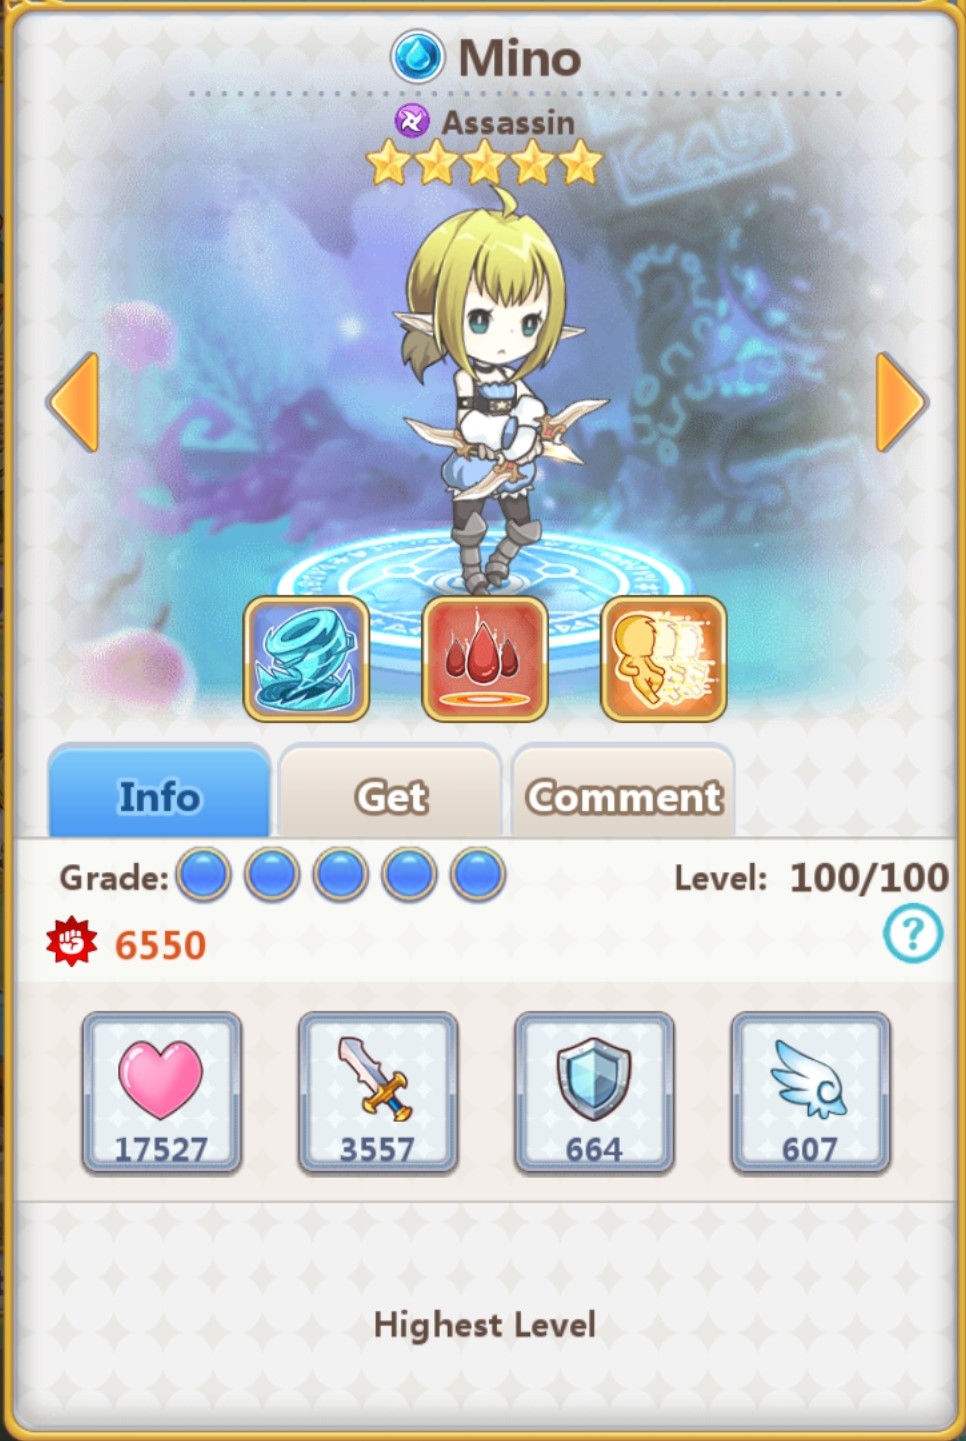 Mino
Assassin
Info
Get
Comment
Grade:
Level: 100/100
6550
?
17527
3557
664
607
Highest Level